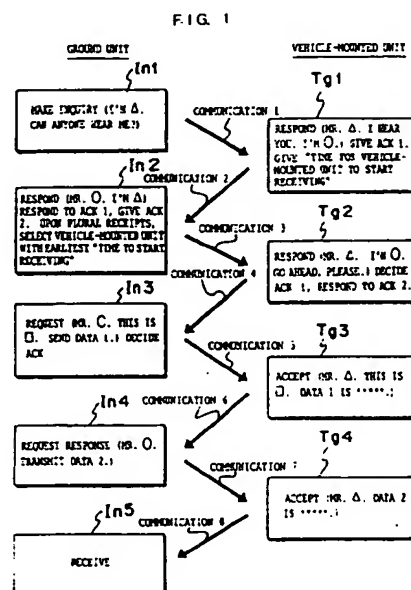 FIG. 1
GROUND UNIT
VEHICLE-MOUNTED UNIT
In1
MAKE INQUIRY (I'M Δ.
CAN ANYONE HEAR ME?)
COMMUNICATION 1
Tg1
RESPOND (MR. Δ. I HEAR
YOU. I'M O.) GIVE ACK 1.
GIVE "TIME FOR VEHICLE-
MOUNTED UNIT TO START
RECEIVING"
COMMUNICATION 2
In2
RESPOND (MR. O. I'M Δ)
RESPOND TO ACK 1, GIVE ACK
2. UPON PLURAL RECEIPTS,
SELECT VEHICLE-MOUNTED UNIT
WITH EARLIEST "TIME TO START
RECEIVING"
COMMUNICATION 3
Tg2
RESPOND (MR. Δ. I'M O.
GO AHEAD, PLEASE.) DECIDE
ACK 1, RESPOND TO ACK 2.
COMMUNICATION 4
In3
REQUEST (MR. C. THIS IS
□. SEND DATA 1.) DECIDE
ACK
COMMUNICATION 5
Tg3
ACCEPT (MR. Δ. THIS IS
□. DATA 1 IS *****.)
COMMUNICATION 6
In4
REQUEST RESPONSE (MR. O.
TRANSMIT DATA 2.)
COMMUNICATION 7
Tg4
ACCEPT (MR. Δ. DATA 2
IS *****.)
COMMUNICATION 8
In5
RECEIVE